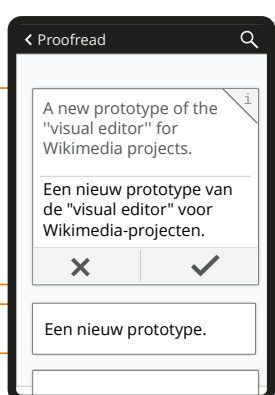 Proofread
i
A new prototype of the
''visual editor'' for
Wikimedia projects.
Een nieuw prototype van
de "visual editor" voor
Wikimedia-projecten.
Een nieuw prototype.